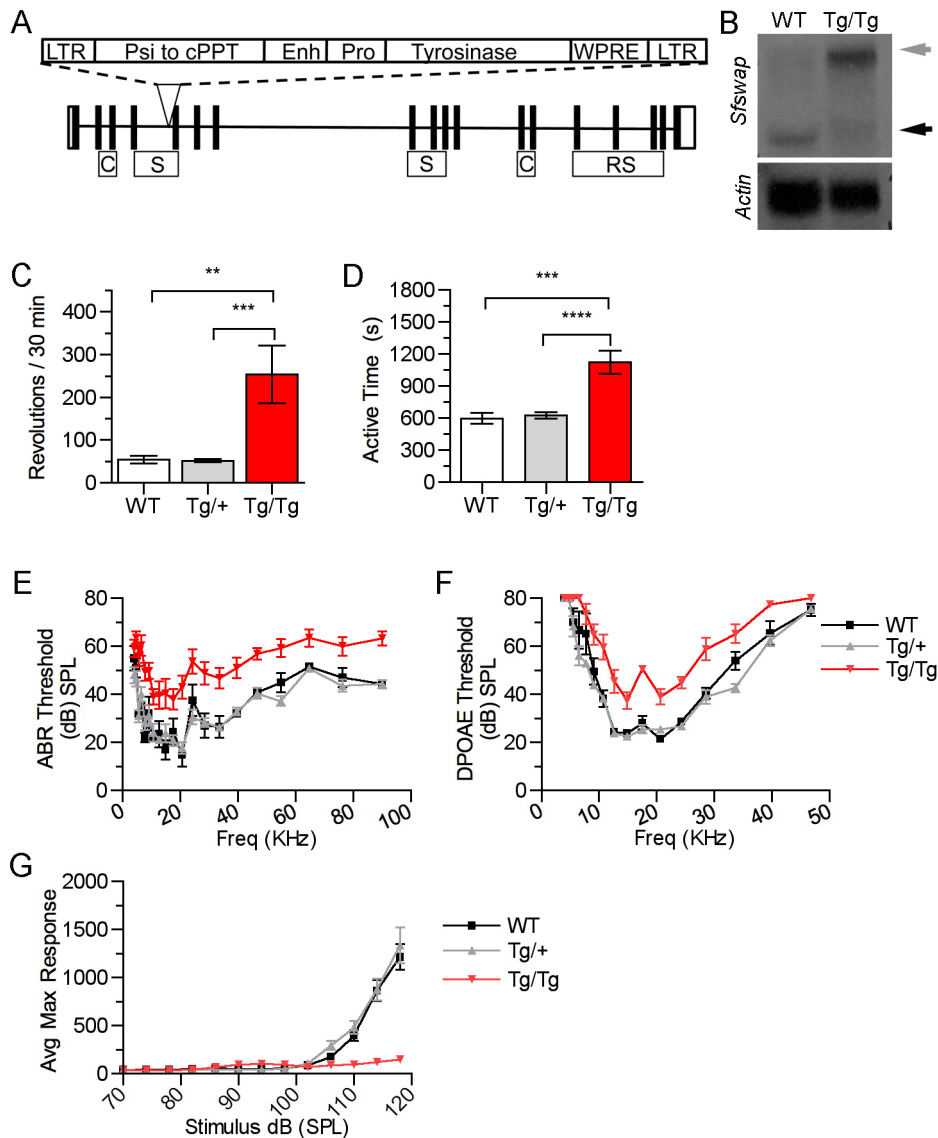 A
LTR Psi to cPPT Enh Pro Tyrosinase WPRE LTR
C S S C RS
B
WT Tg/Tg
Sfswap
Actin
C
Revolutions / 30 min
400
300
200
100
0
**
***
WT Tg/+ Tg/Tg
D
Active Time (s)
1800
1500
1200
900
600
300
0
***
****
WT Tg/+ Tg/Tg
E
ABR Threshold
(dB) SPL
80
60
40
20
0
0 20 40 60 80 100
Freq (KHz)
F
DPOAE Threshold
(dB) SPL
80
60
40
20
0
0 10 20 30 40 50
Freq (KHz)
WT
Tg/+
Tg/Tg
G
Avg Max Response
2000
1500
1000
500
0
70 80 90 100 110 120
Stimulus dB (SPL)
WT
Tg/+
Tg/Tg